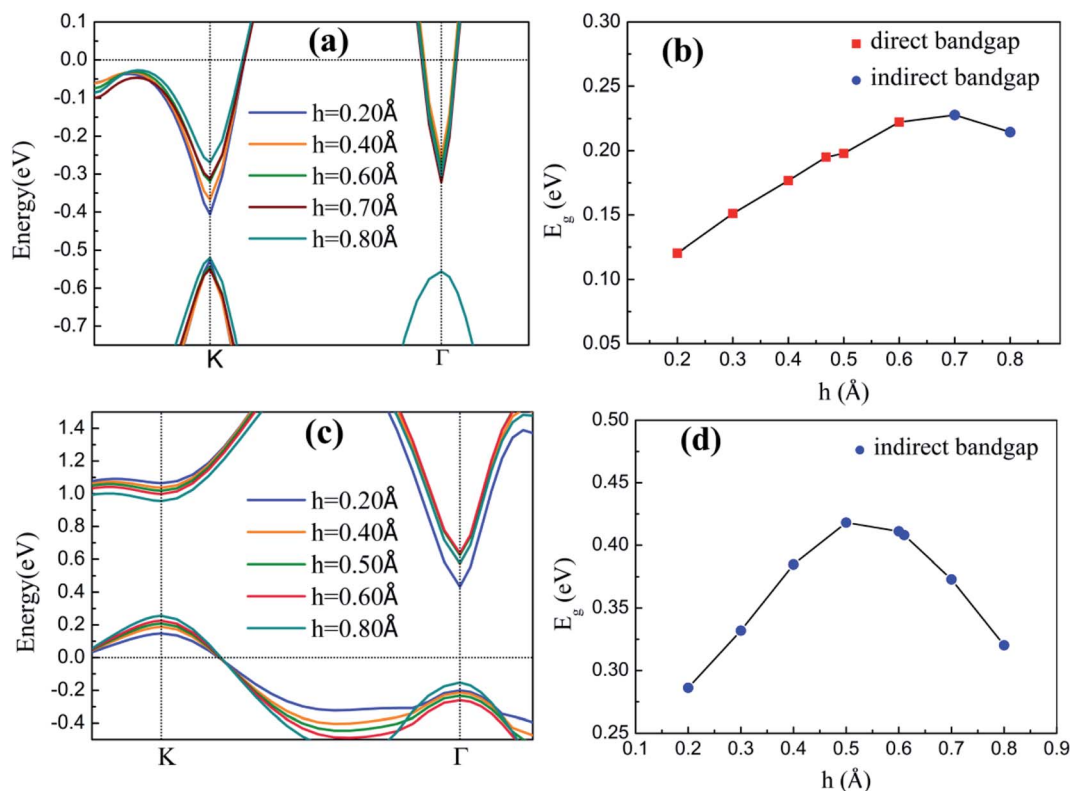 (a)
0.1
0.0
-0.1
-0.2
-0.3
-0.4
-0.5
-0.6
-0.7
Energy(eV)
h=0.20Å
h=0.40Å
h=0.60Å
h=0.70Å
h=0.80Å
K Γ
(b)
direct bandgap
indirect bandgap
0.30
0.25
0.20
0.15
0.10
0.05
E_g (eV)
0.2 0.3 0.4 0.5 0.6 0.7 0.8
h (Å)
(c)
1.4
1.2
1.0
0.8
0.6
0.4
0.2
0.0
-0.2
-0.4
Energy(eV)
h=0.20Å
h=0.40Å
h=0.50Å
h=0.60Å
h=0.80Å
K Γ
(d)
indirect bandgap
0.50
0.45
0.40
0.35
0.30
0.25
E_g (eV)
0.1 0.2 0.3 0.4 0.5 0.6 0.7 0.8 0.9
h (Å)